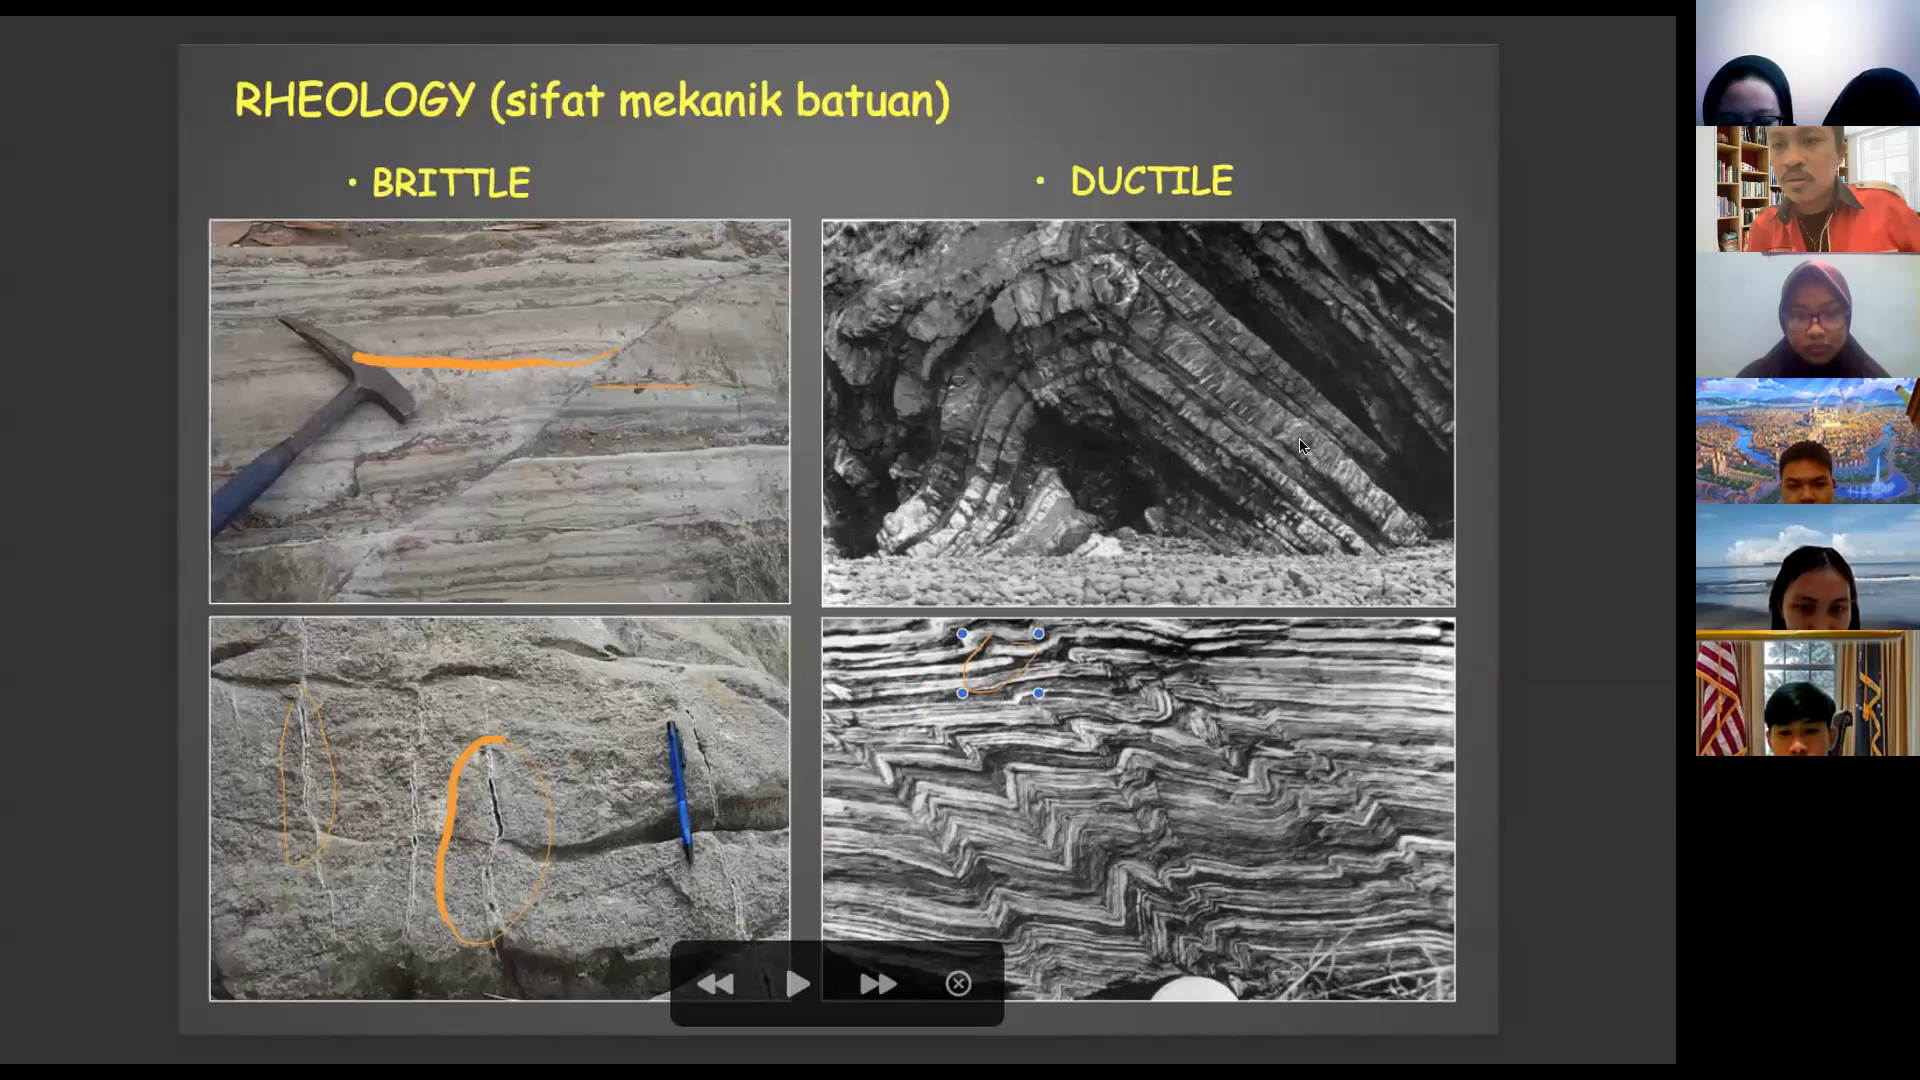 RHEOLOGY (sifat mekanik batuan)
• BRITTLE
• DUCTILE